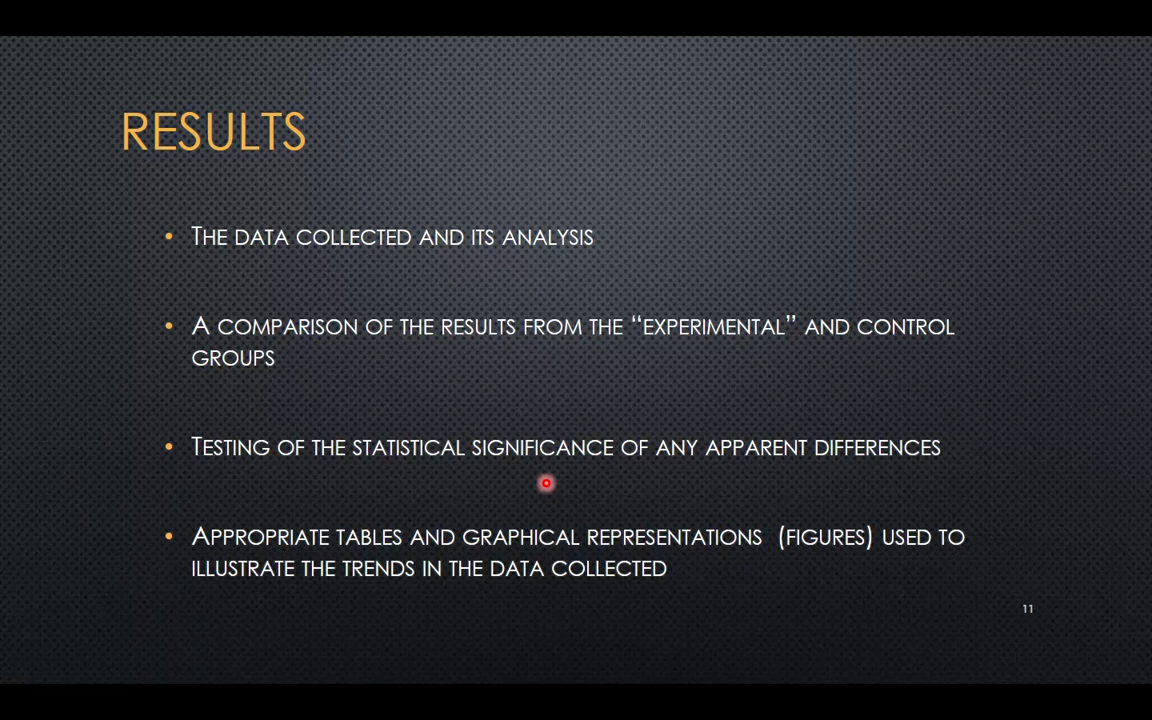 RESULTS
• THE DATA COLLECTED AND ITS ANALYSIS
• A COMPARISON OF THE RESULTS FROM THE “EXPERIMENTAL” AND CONTROL
GROUPS
• TESTING OF THE STATISTICAL SIGNIFICANCE OF ANY APPARENT DIFFERENCES
• APPROPRIATE TABLES AND GRAPHICAL REPRESENTATIONS (FIGURES) USED TO
ILLUSTRATE THE TRENDS IN THE DATA COLLECTED
11